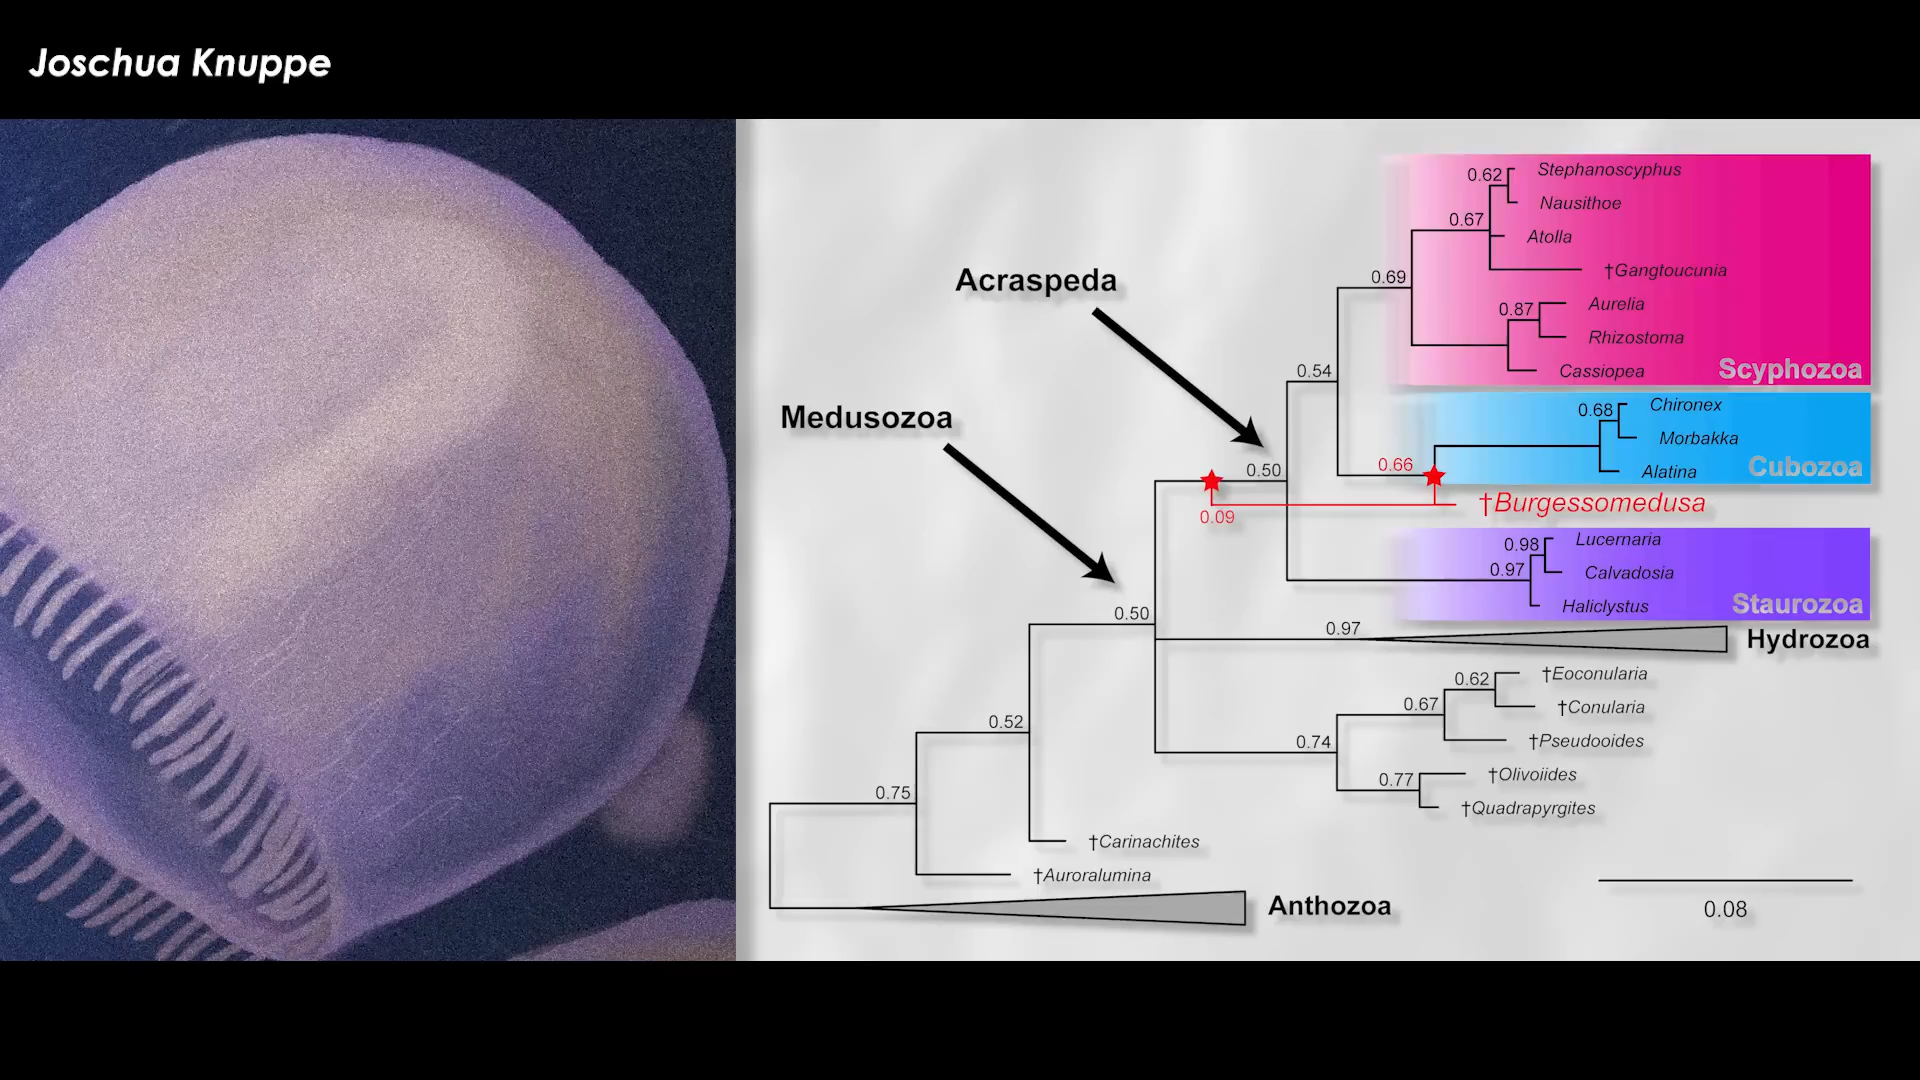 Joschua Knuppe
0.62
Stephanoscyphus
Nausithoe
0.67
Atolla
†Gangtoucunia
0.69
0.87
Aurelia
Rhizostoma
Cassiopea
Scyphozoa
Acraspeda
0.54
0.68
Chironex
Morbakka
Alatina
Cubozoa
Medusozoa
0.50
0.66
†Burgessomedusa
0.09
0.98
Lucernaria
0.97
Calvadosia
Haliclystus
Staurozoa
0.50
0.97
Hydrozoa
0.62
†Eoconularia
0.67
†Conularia
†Pseudooides
0.74
0.77
†Olivoiides
†Quadrapyrgites
0.52
0.75
†Carinachites
†Auroralumina
Anthozoa
0.08